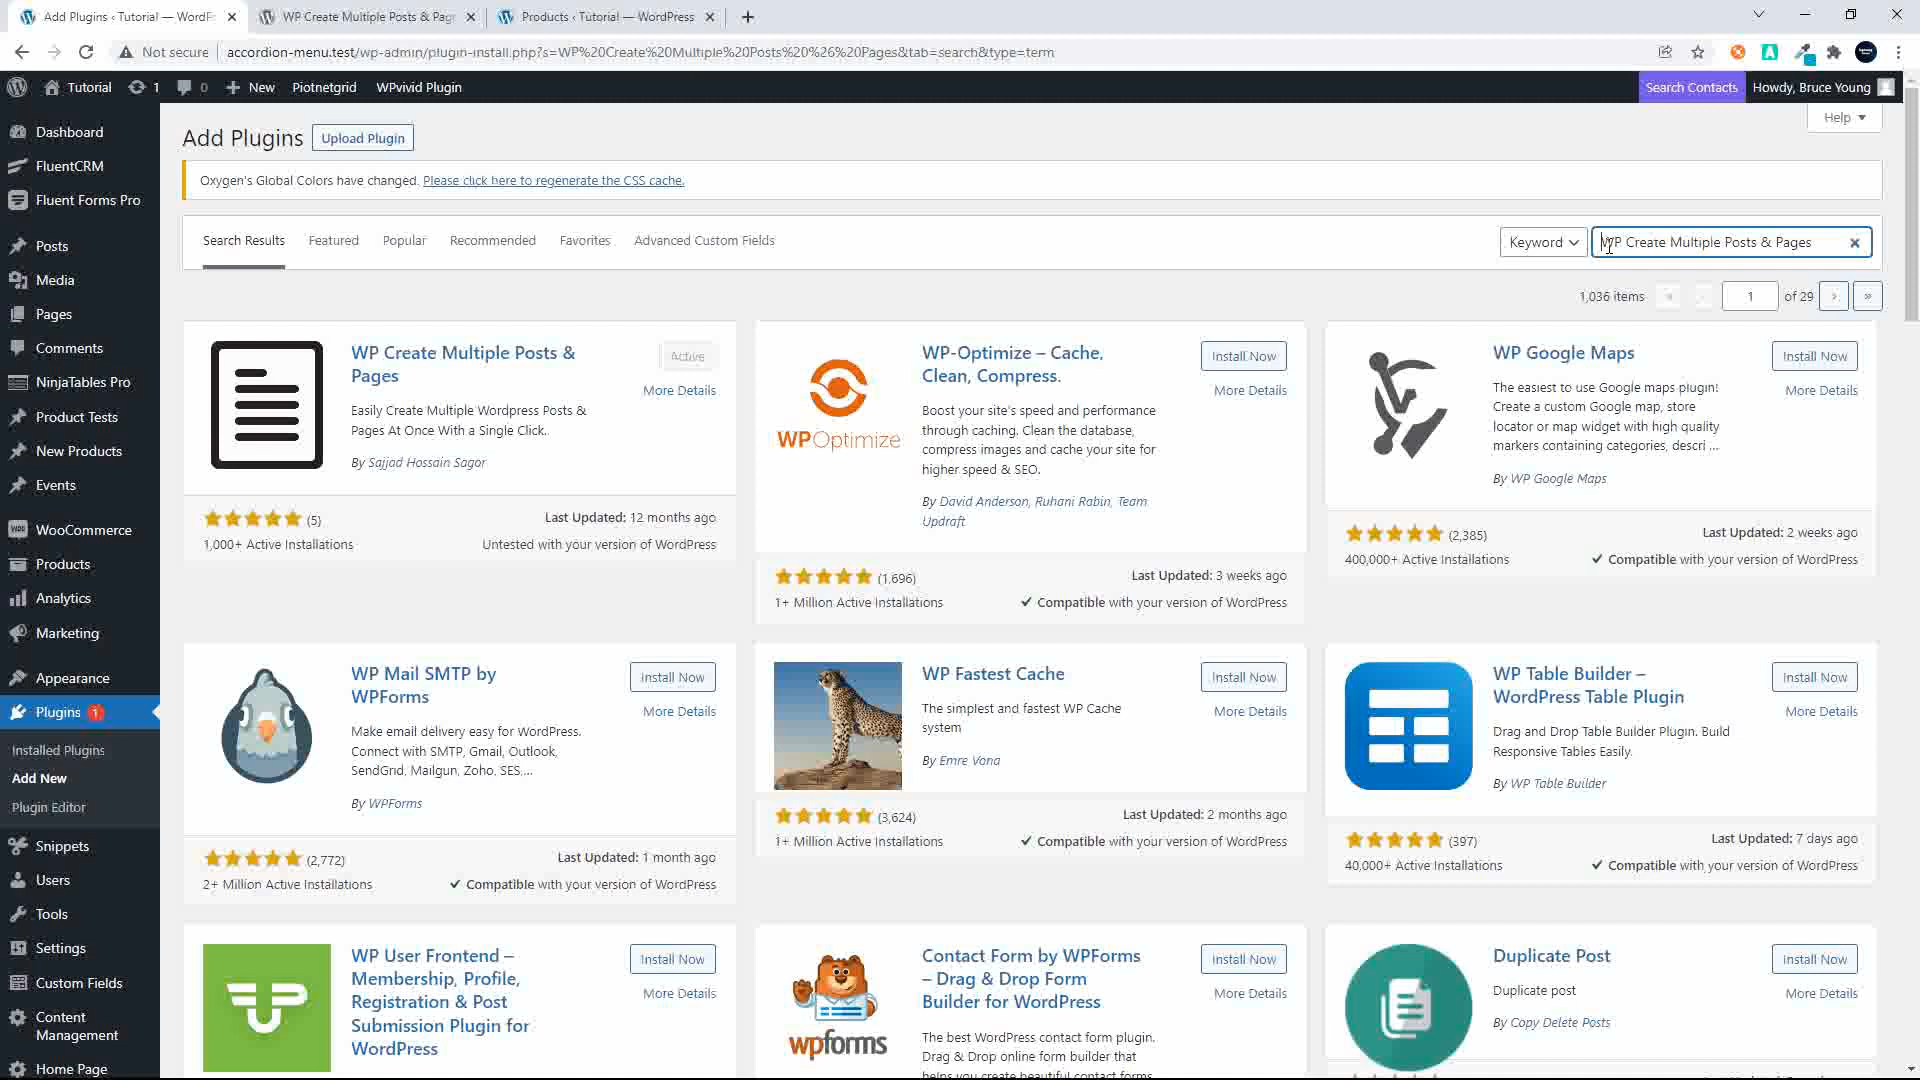 Add Plugins ‹ Tutorial — WordPr
WP Create Multiple Posts & Page
Products ‹ Tutorial — WordPress
Not secure
accordion-menu.test/wp-admin/plugin-install.php?s=WP%20Create%20Multiple%20Posts%20%26%20Pages&tab=search&type=term
Tutorial
1
0
New
Piotnetgrid
WPvivid Plugin
Search Contacts
Howdy, Bruce Young
Dashboard
FluentCRM
Fluent Forms Pro
Posts
Media
Pages
Comments
NinjaTables Pro
Product Tests
New Products
Events
WooCommerce
Products
Analytics
Marketing
Appearance
Plugins 1
Installed Plugins
Add New
Plugin Editor
Snippets
Users
Tools
Settings
Custom Fields
Content
Management
Home Page
Help
Add Plugins
Upload Plugin
Oxygen's Global Colors have changed. Please click here to regenerate the CSS cache.
Search Results
Featured
Popular
Recommended
Favorites
Advanced Custom Fields
Keyword
WP Create Multiple Posts & Pages
1,036 items
«
‹
1
of 29
›
»
WP Create Multiple Posts &
Pages
Active
More Details
Easily Create Multiple Wordpress Posts &
Pages At Once With a Single Click.
By Sajjad Hossain Sagor
(5)
Last Updated: 12 months ago
1,000+ Active Installations
Untested with your version of WordPress
WPOptimize
WP-Optimize – Cache,
Clean, Compress.
Install Now
More Details
Boost your site's speed and performance
through caching. Clean the database,
compress images and cache your site for
higher speed & SEO.
By David Anderson, Ruhani Rabin, Team
Updraft
(1,696)
Last Updated: 3 weeks ago
1+ Million Active Installations
Compatible with your version of WordPress
WP Google Maps
Install Now
More Details
The easiest to use Google maps plugin!
Create a custom Google map, store
locator or map widget with high quality
markers containing categories, descri ...
By WP Google Maps
(2,385)
Last Updated: 2 weeks ago
400,000+ Active Installations
Compatible with your version of WordPress
WP Mail SMTP by
WPForms
Install Now
More Details
Make email delivery easy for WordPress.
Connect with SMTP, Gmail, Outlook,
SendGrid, Mailgun, Zoho, SES,...
By WPForms
(2,772)
Last Updated: 1 month ago
2+ Million Active Installations
Compatible with your version of WordPress
WP Fastest Cache
Install Now
More Details
The simplest and fastest WP Cache
system
By Emre Vona
(3,624)
Last Updated: 2 months ago
1+ Million Active Installations
Compatible with your version of WordPress
WP Table Builder –
WordPress Table Plugin
Install Now
More Details
Drag and Drop Table Builder Plugin. Build
Responsive Tables Easily.
By WP Table Builder
(397)
Last Updated: 7 days ago
40,000+ Active Installations
Compatible with your version of WordPress
WP User Frontend –
Membership, Profile,
Registration & Post
Submission Plugin for
WordPress
Install Now
More Details
wpforms
Contact Form by WPForms
– Drag & Drop Form
Builder for WordPress
Install Now
More Details
The best WordPress contact form plugin.
Drag & Drop online form builder that
helps you create beautiful contact forms
Duplicate Post
Install Now
More Details
Duplicate post
By Copy Delete Posts